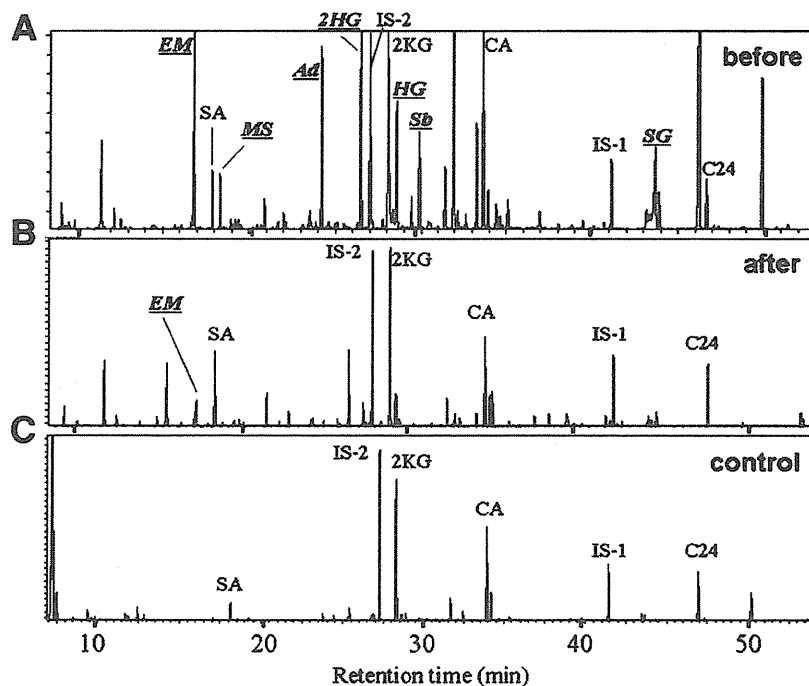 A
before
EM
SA
MS
Ad
2HG
IS-2
2KG
HG
Sb
CA
IS-1
SG
C24
B
after
EM
SA
IS-2
2KG
CA
IS-1
C24
C
control
SA
IS-2
2KG
CA
IS-1
C24
10 20 30 40 50
Retention time (min)